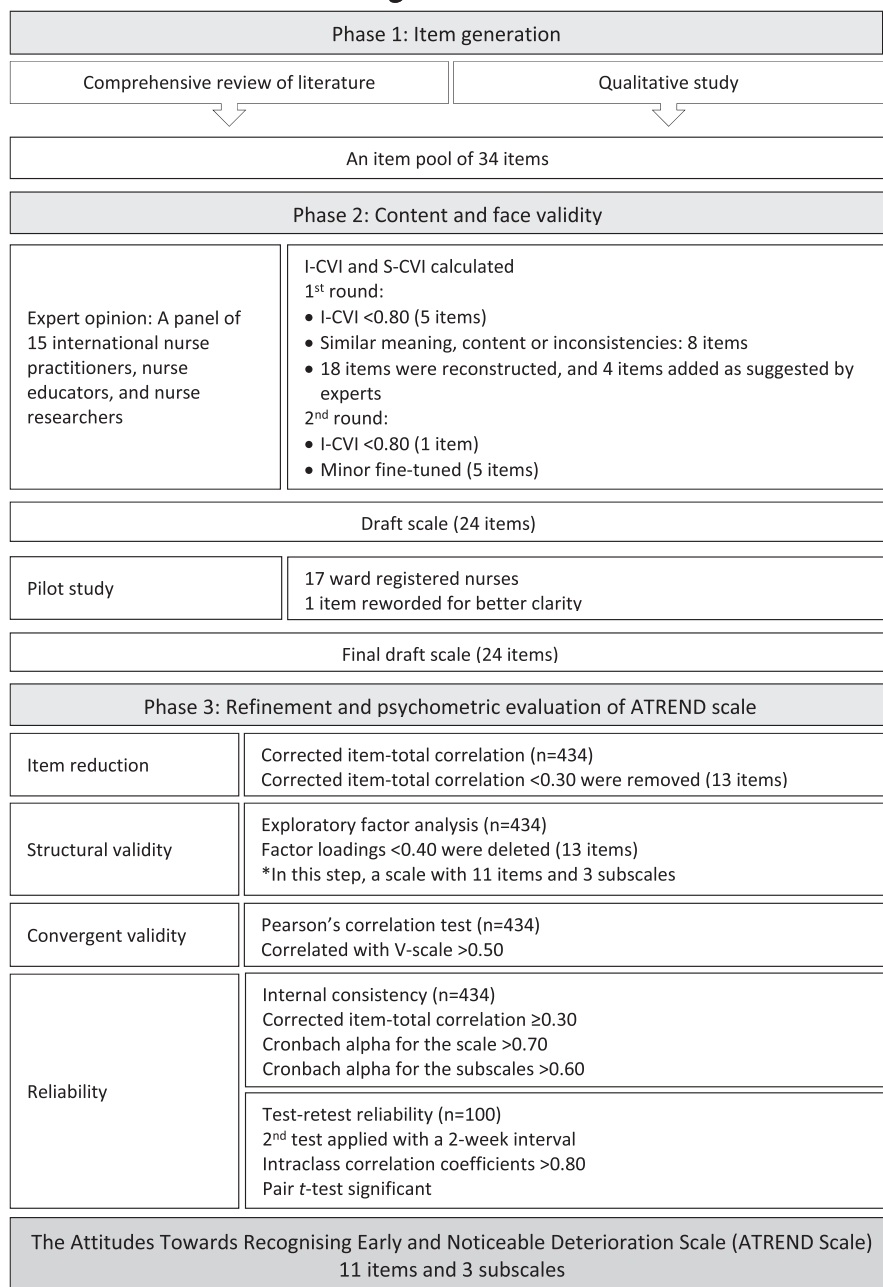 Phase 1: Item generation
Comprehensive review of literature
Qualitative study
An item pool of 34 items
Phase 2: Content and face validity
Expert opinion: A panel of
15 international nurse
practitioners, nurse
educators, and nurse
researchers
I-CVI and S-CVI calculated
1st round:
• I-CVI <0.80 (5 items)
• Similar meaning, content or inconsistencies: 8 items
• 18 items were reconstructed, and 4 items added as suggested by
experts
2nd round:
• I-CVI <0.80 (1 item)
• Minor fine-tuned (5 items)
Draft scale (24 items)
Pilot study
17 ward registered nurses
1 item reworded for better clarity
Final draft scale (24 items)
Phase 3: Refinement and psychometric evaluation of ATREND scale
Item reduction
Corrected item-total correlation (n=434)
Corrected item-total correlation <0.30 were removed (13 items)
Structural validity
Exploratory factor analysis (n=434)
Factor loadings <0.40 were deleted (13 items)
*In this step, a scale with 11 items and 3 subscales
Convergent validity
Pearson's correlation test (n=434)
Correlated with V-scale >0.50
Reliability
Internal consistency (n=434)
Corrected item-total correlation ≥0.30
Cronbach alpha for the scale >0.70
Cronbach alpha for the subscales >0.60
Test-retest reliability (n=100)
2nd test applied with a 2-week interval
Intraclass correlation coefficients >0.80
Pair t-test significant
The Attitudes Towards Recognising Early and Noticeable Deterioration Scale (ATREND Scale)
11 items and 3 subscales